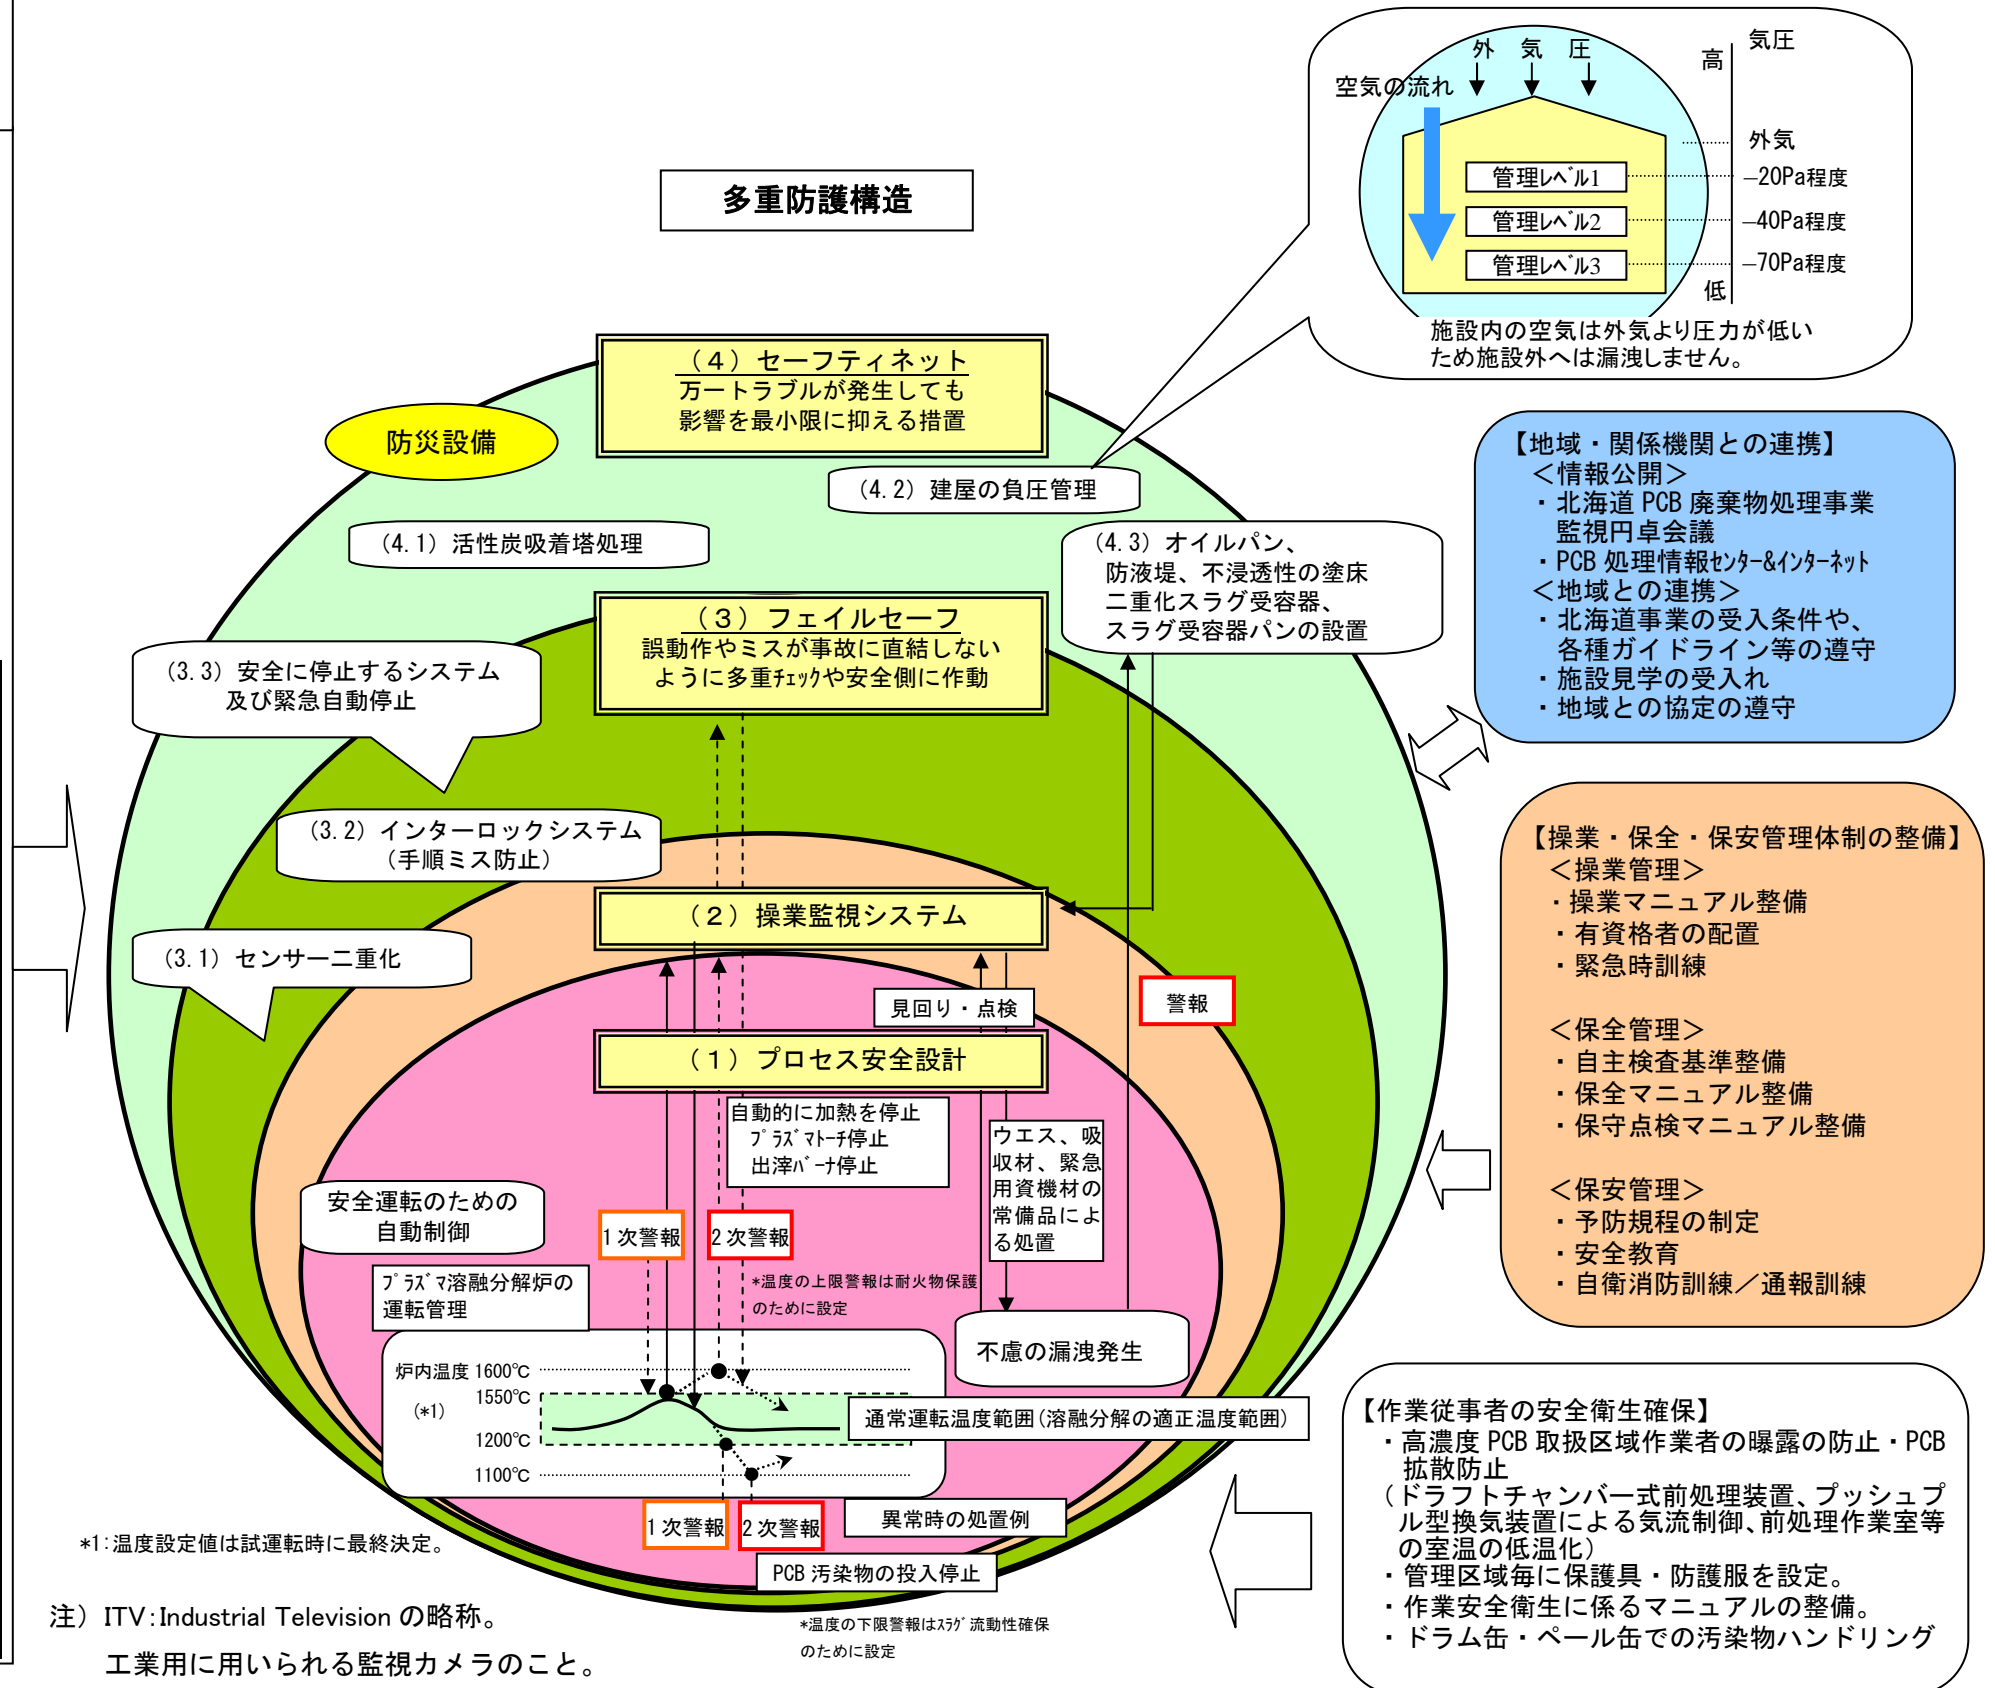 多重防護構造
外 気 圧
空気の流れ
高
気圧
外気
管理レベル1
−20Pa程度
管理レベル2
−40Pa程度
管理レベル3
−70Pa程度
低
施設内の空気は外気より圧力が低い
ため施設外へは漏洩しません。
（４）セーフティネット
万一トラブルが発生しても
影響を最小限に抑える措置
防災設備
（4.2）建屋の負圧管理
（4.1）活性炭吸着塔処理
（4.3）オイルパン、
防液堤、不浸透性の塗床
二重化スラグ受容器、
スラグ受容器パンの設置
（３）フェイルセーフ
誤動作やミスが事故に直結しない
ように多重チェックや安全側に作動
（3.3）安全に停止するシステム
及び緊急自動停止
（3.2）インターロックシステム
（手順ミス防止）
（２）操業監視システム
（3.1）センサー二重化
見回り・点検
警報
（１）プロセス安全設計
自動的に加熱を停止
プラズマトーチ停止
出滓バーナ停止
ウエス、吸
収材、緊急
用資機材の
常備品によ
る処置
安全運転のための
自動制御
1次警報
2次警報
*温度の上限警報は耐火物保護
のために設定
プラズマ溶融分解炉の
運転管理
不慮の漏洩発生
炉内温度 1600℃
1550℃
(*1)
1200℃
1100℃
通常運転温度範囲(溶融分解の適正温度範囲)
1次警報
2次警報
異常時の処置例
PCB汚染物の投入停止
*温度の下限警報はスラグ流動性確保
のために設定
*1:温度設定値は試運転時に最終決定。
注）ITV:Industrial Television の略称。
工業用に用いられる監視カメラのこと。
【地域・関係機関との連携】
＜情報公開＞
・北海道 PCB 廃棄物処理事業
監視円卓会議
・PCB 処理情報センター&インターネット
＜地域との連携＞
・北海道事業の受入条件や、
各種ガイドライン等の遵守
・施設見学の受入れ
・地域との協定の遵守
【操業・保全・保安管理体制の整備】
＜操業管理＞
・操業マニュアル整備
・有資格者の配置
・緊急時訓練
＜保全管理＞
・自主検査基準整備
・保全マニュアル整備
・保守点検マニュアル整備
＜保安管理＞
・予防規程の制定
・安全教育
・自衛消防訓練／通報訓練
【作業従事者の安全衛生確保】
・高濃度 PCB 取扱区域作業者の曝露の防止・PCB
拡散防止
（ドラフトチャンバー式前処理装置、プッシュプ
ル型換気装置による気流制御、前処理作業室等
の室温の低温化）
・管理区域毎に保護具・防護服を設定。
・作業安全衛生に係るマニュアルの整備。
・ドラム缶・ペール缶での汚染物ハンドリング